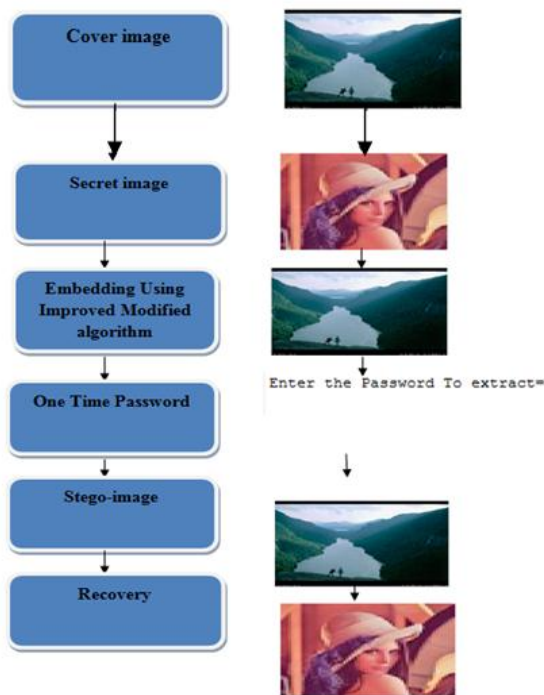 Cover image
Secret image
Embedding Using
Improved Modified
algorithm
Enter the Password To extract=
One Time Password
Stego-image
Recovery